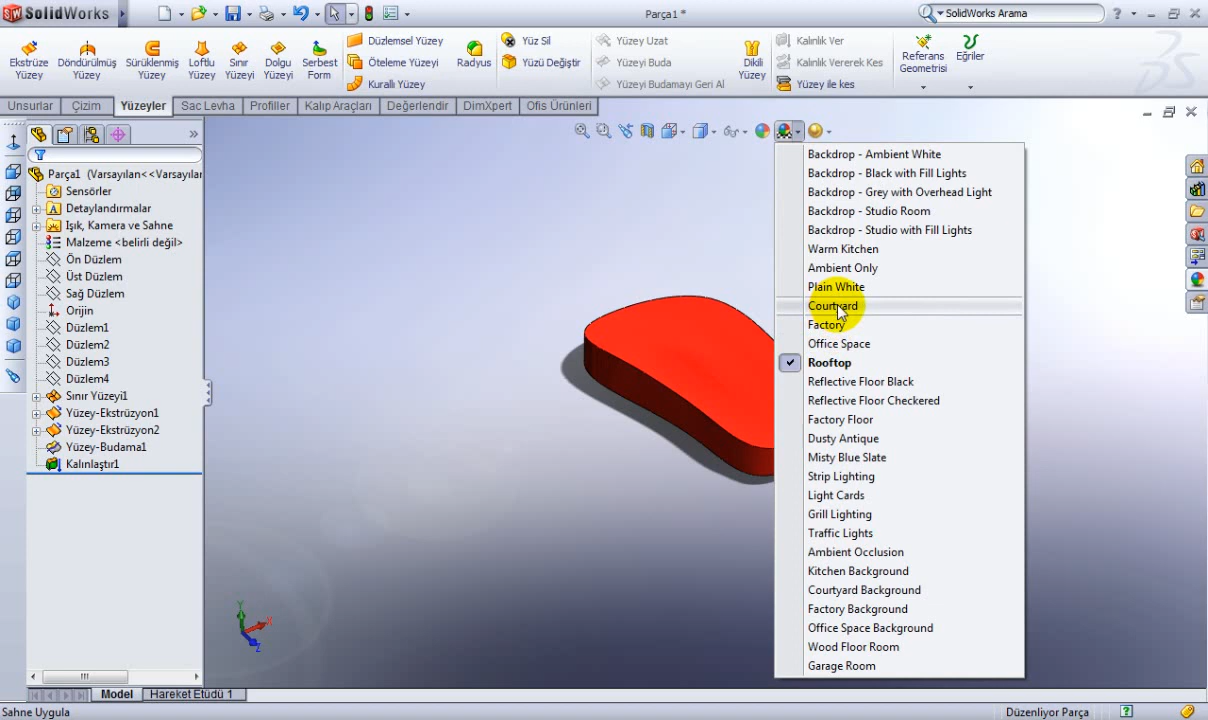 SolidWorks
Parça1 *
SolidWorks Arama
Ekstrüze Yüzey
Döndürülmüş Yüzey
Sürüklenmiş Yüzey
Loftlu Yüzey
Sınır Yüzeyi
Dolgu Yüzeyi
Serbest Form
Düzlemsel Yüzey
Öteleme Yüzeyi
Kurallı Yüzey
Radyus
Yüz Sil
Yüzü Değiştir
Yüzey Uzat
Yüzeyi Buda
Yüzeyi Budamayı Geri Al
Dikili Yüzey
Kalınlık Ver
Kalınlık Vererek Kes
Yüzey ile kes
Referans Geometrisi
Eğriler
Unsurlar
Çizim
Yüzeyler
Sac Levha
Profiller
Kalıp Araçları
Değerlendir
DimXpert
Ofis Ürünleri
Parça1 (Varsayılan<<Varsayılar
Sensörler
Detaylandırmalar
Işık, Kamera ve Sahne
Malzeme <belirli değil>
Ön Düzlem
Üst Düzlem
Sağ Düzlem
Orijin
Düzlem1
Düzlem2
Düzlem3
Düzlem4
Sınır Yüzeyi1
Yüzey-Ekstrüzyon1
Yüzey-Ekstrüzyon2
Yüzey-Budama1
Kalınlaştır1
Backdrop - Ambient White
Backdrop - Black with Fill Lights
Backdrop - Grey with Overhead Light
Backdrop - Studio Room
Backdrop - Studio with Fill Lights
Warm Kitchen
Ambient Only
Plain White
Courtyard
Factory
Office Space
Rooftop
Reflective Floor Black
Reflective Floor Checkered
Factory Floor
Dusty Antique
Misty Blue Slate
Strip Lighting
Light Cards
Grill Lighting
Traffic Lights
Ambient Occlusion
Kitchen Background
Courtyard Background
Factory Background
Office Space Background
Wood Floor Room
Garage Room
Y
X
Z
Model
Hareket Etüdü 1
Sahne Uygula
Düzenliyor Parça